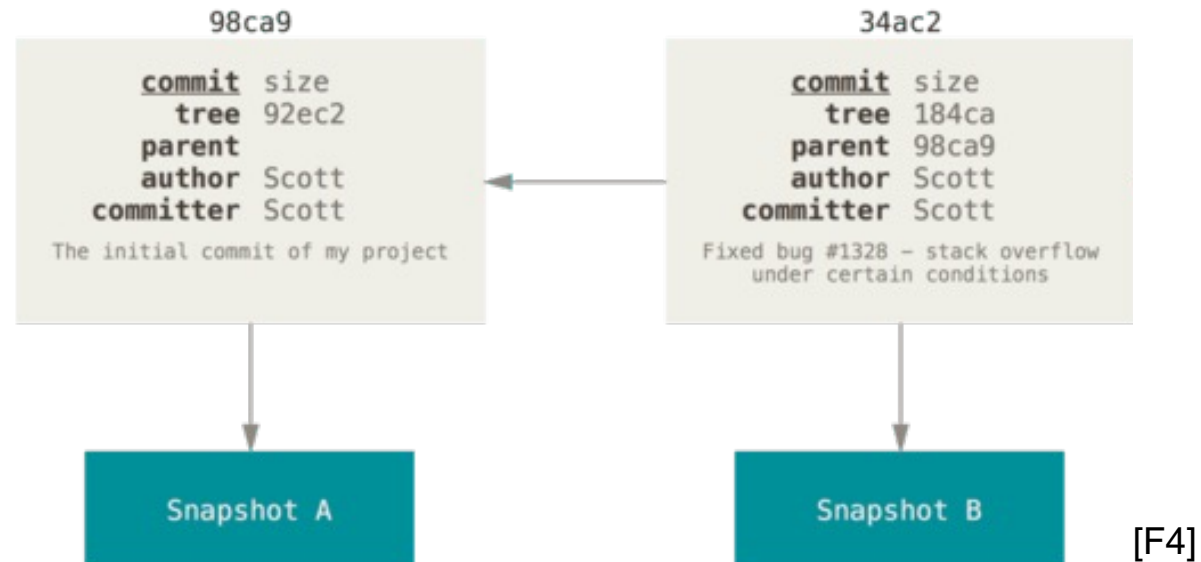 98ca9
commit size
tree 92ec2
parent
author Scott
committer Scott
The initial commit of my project
Snapshot A
34ac2
commit size
tree 184ca
parent 98ca9
author Scott
committer Scott
Fixed bug #1328 – stack overflow
under certain conditions
Snapshot B
[F4]